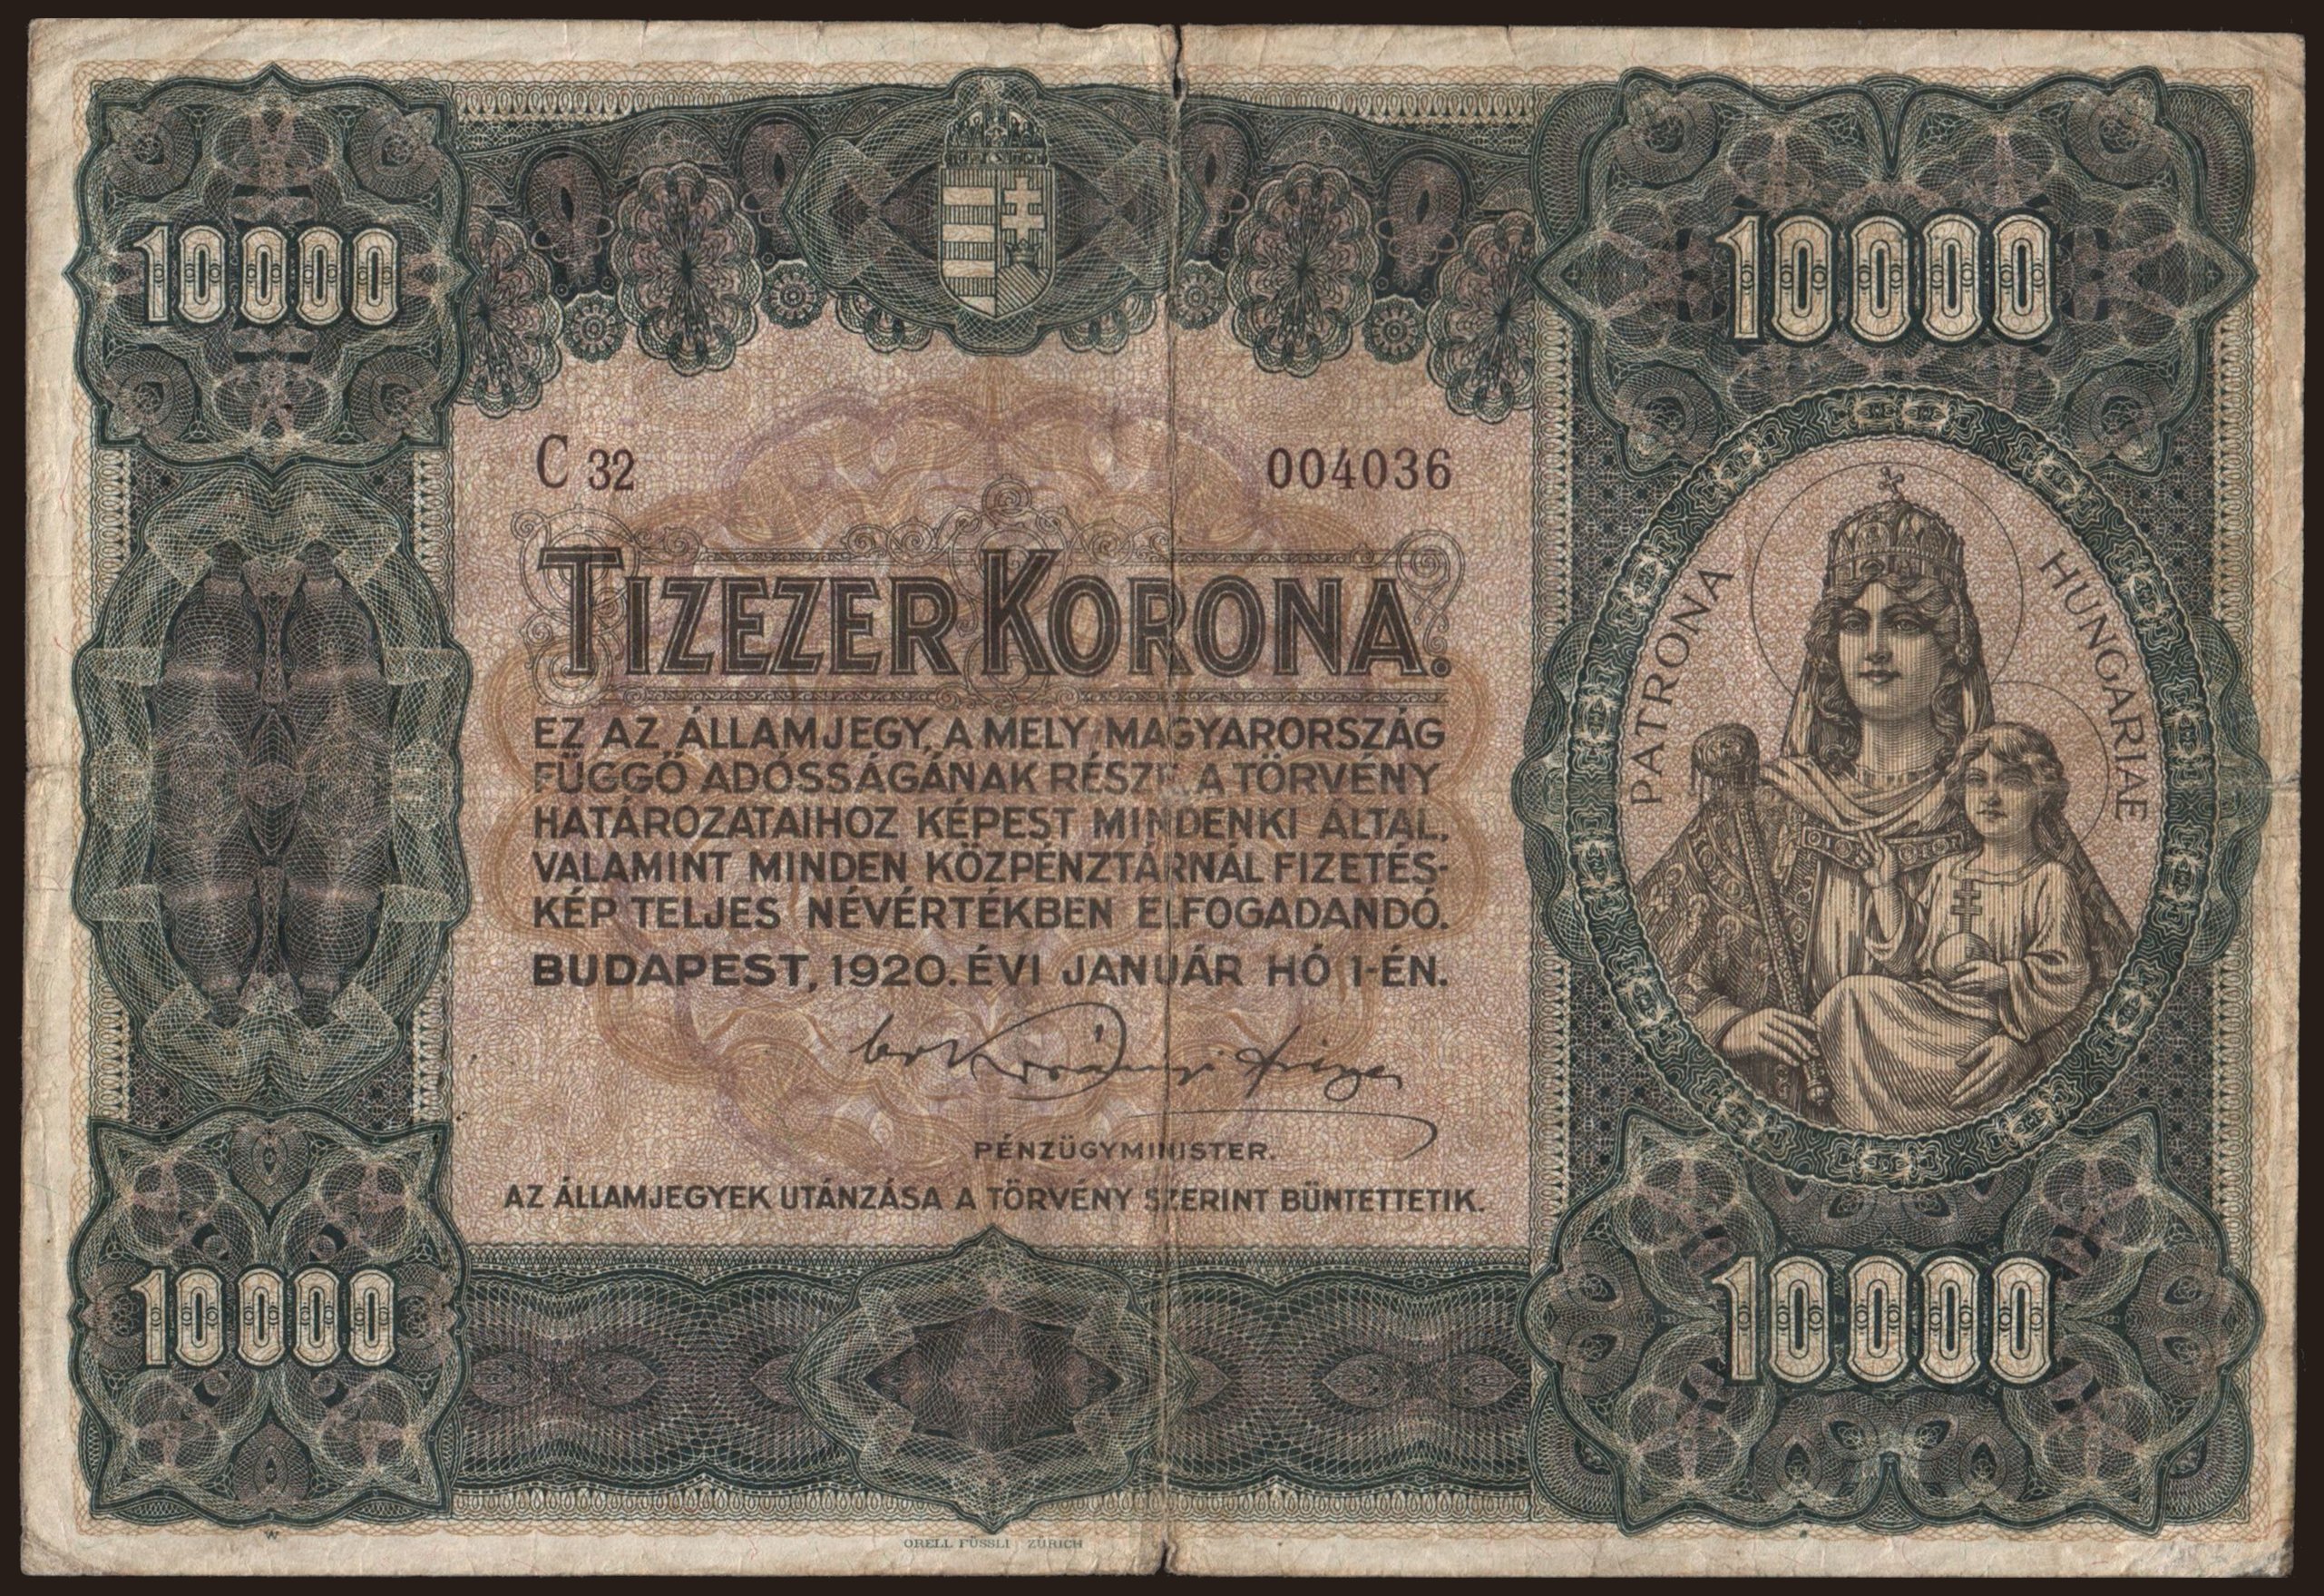 10000
10000
C 32
004036
TIZEZER KORONA.
EZ AZ ÁLLAMJEGY, A MELY MAGYARORSZÁG
FÜGGŐ ADÓSSÁGÁNAK RÉSZE, A TÖRVÉNY
HATÁROZATAIHOZ KÉPEST MINDENKI ÁLTAL,
VALAMINT MINDEN KÖZPÉNZTÁRNÁL FIZETÉS-
KÉP TELJES NÉVÉRTÉKBEN ELFOGADANDÓ.
BUDAPEST, 1920. ÉVI JANUÁR HÓ 1-ÉN.
PÉNZÜGYMINISTER.
AZ ÁLLAMJEGYEK UTÁNZÁSA A TÖRVÉNY SZERINT BÜNTETTETIK.
PATRONA HUNGARIAE
10000
10000
W
ORELL FÜSSLI ZÜRICH